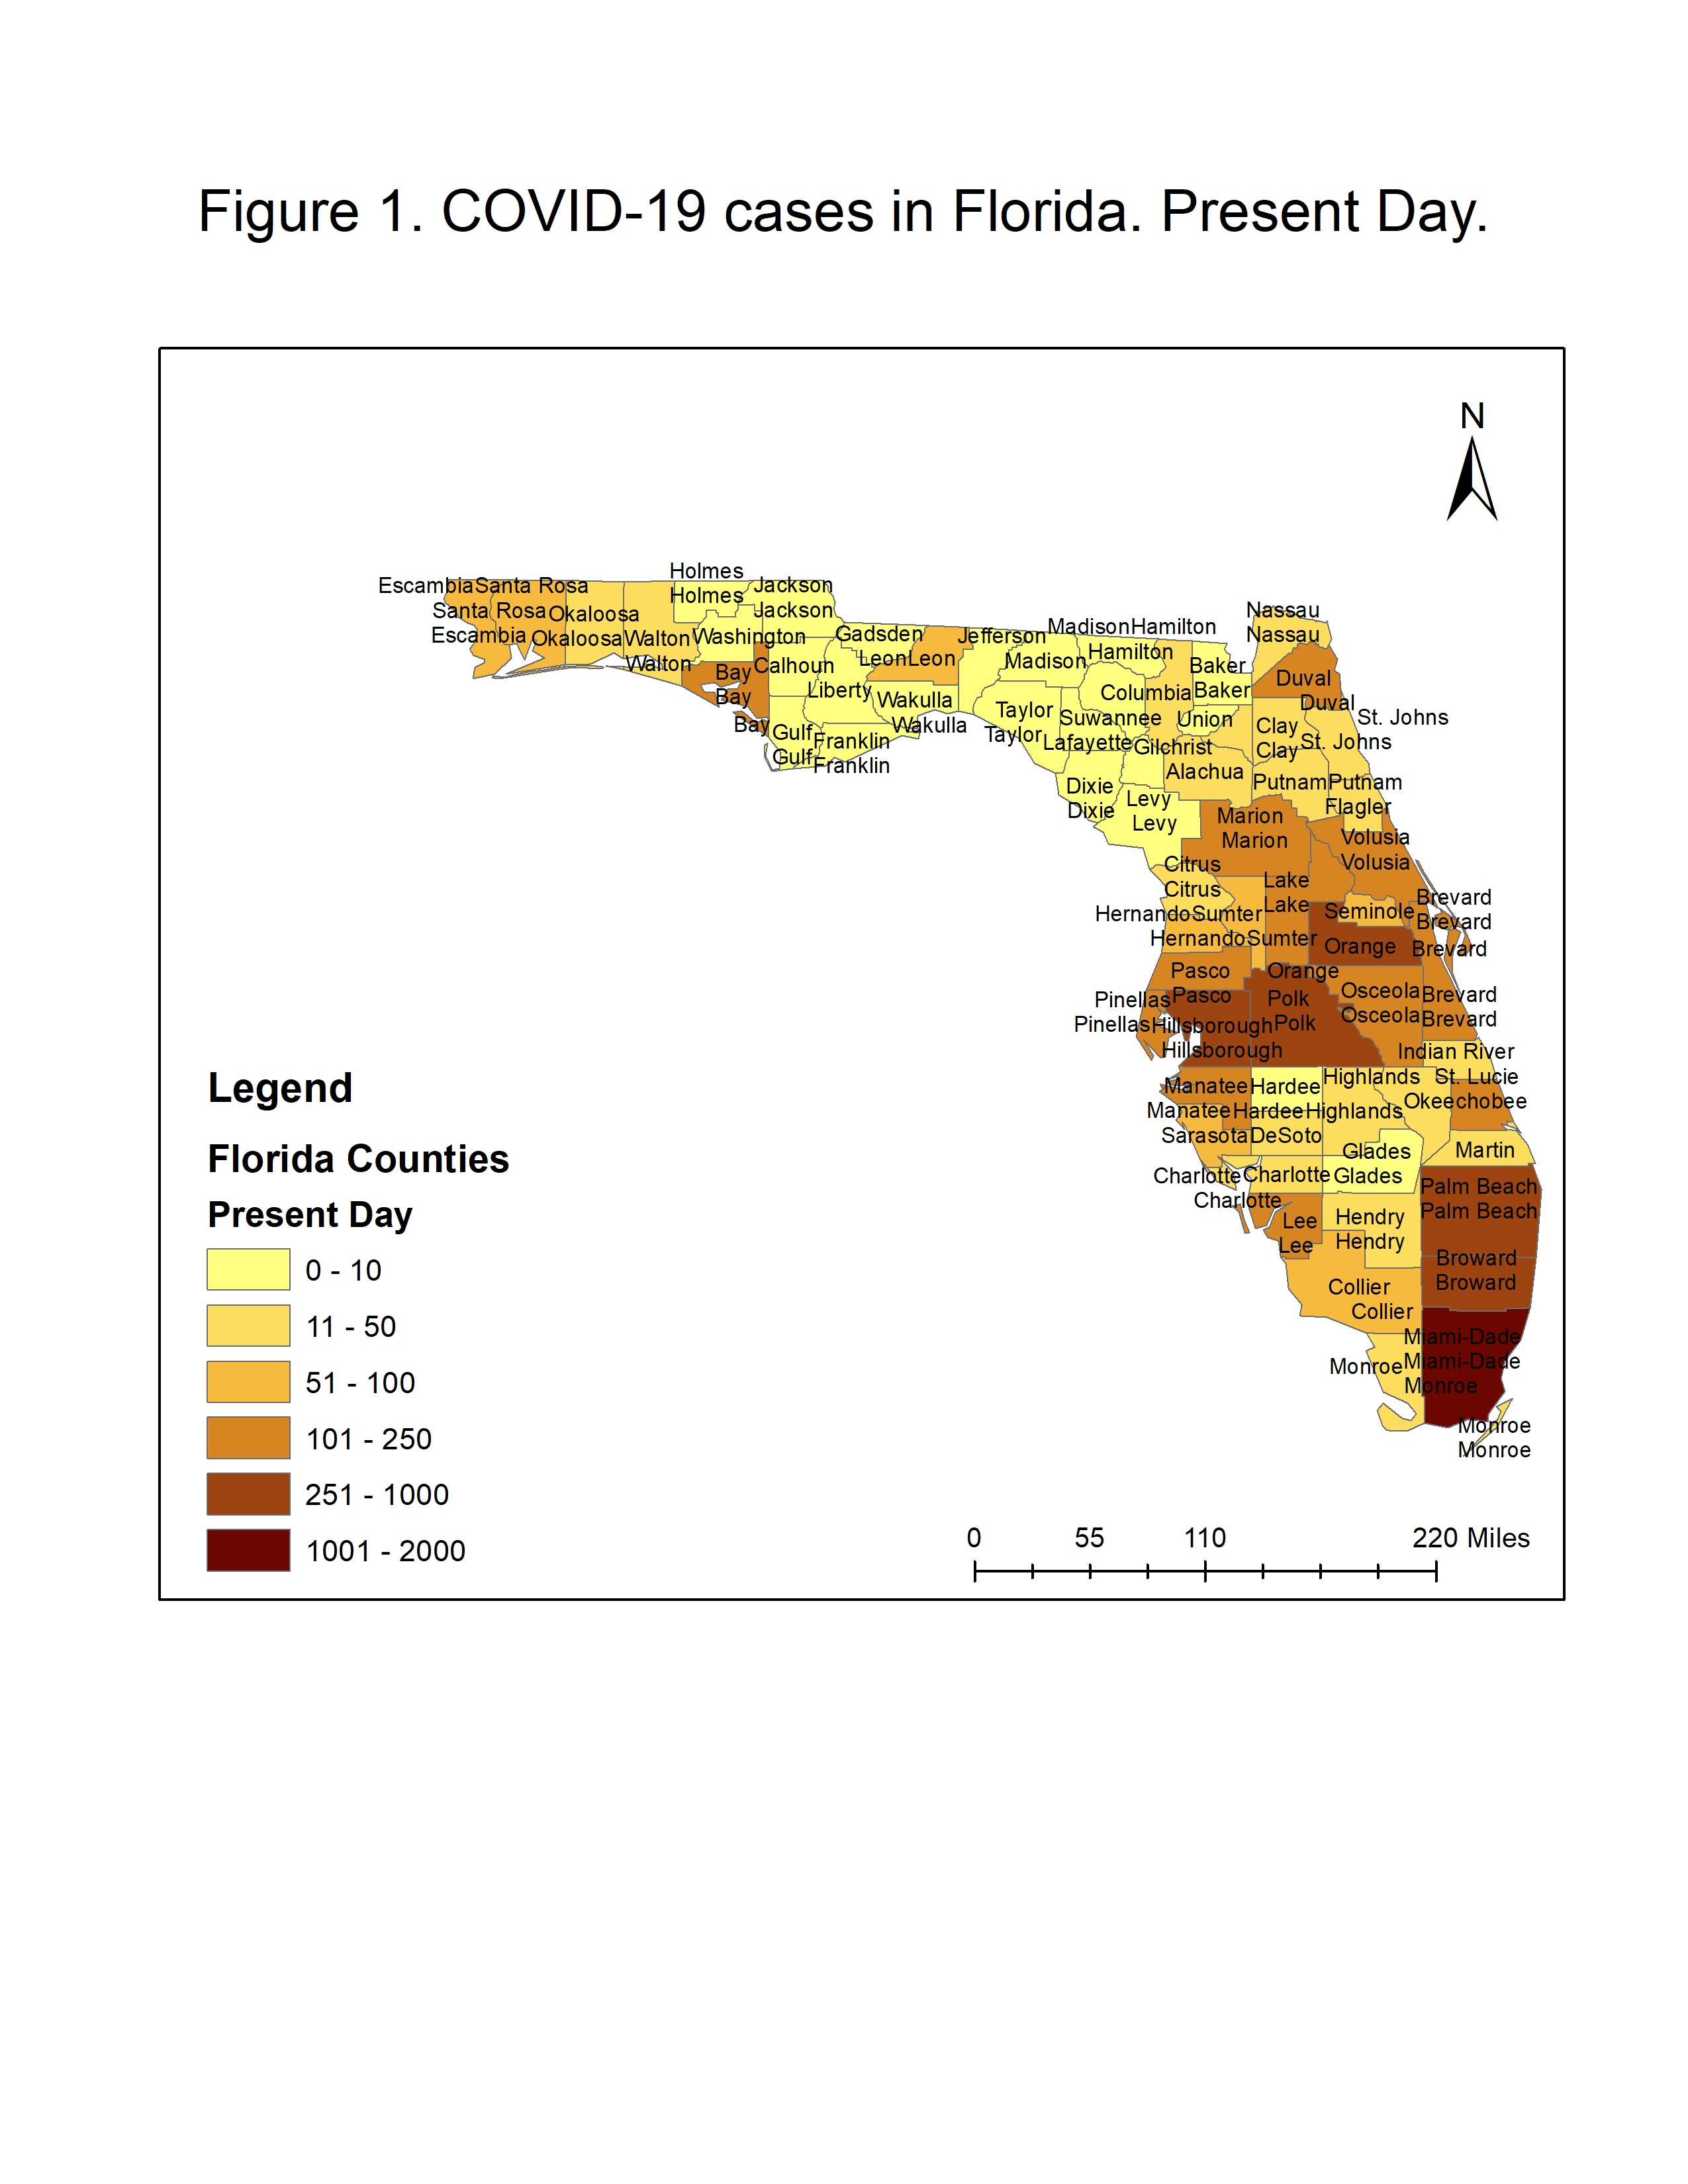 Figure 1. COVID-19 cases in Florida. Present Day.
N
Holmes
Escambia Santa Rosa Holmes Jackson
Santa Rosa Okaloosa Jackson
Escambia Okaloosa Walton Washington Gadsden Jefferson Madison Hamilton Nassau
Walton Calhoun Leon Leon Madison Hamilton Baker Nassau
Bay Liberty Wakulla Columbia Baker Duval
Bay Wakulla Taylor Suwannee Union Duval
Bay Gulf Franklin Taylor Lafayette Gilchrist Clay St. Johns
Gulf Franklin Alachua Clay St. Johns
Dixie Putnam Putnam
Dixie Levy Flagler
Levy Marion Volusia
Marion Volusia
Citrus Lake
Citrus Lake Seminole Brevard
Hernando Sumter Brevard
Hernando Sumter Orange Brevard
Pasco Orange
Pinellas Pasco Polk Osceola Brevard
Pinellas Hillsborough Polk Osceola Brevard
Hillsborough Indian River
Manatee Hardee Highlands St. Lucie
Manatee Hardee Highlands Okeechobee
Sarasota DeSoto Glades Martin
Charlotte Charlotte Glades
Charlotte Palm Beach
Lee Hendry Palm Beach
Lee Hendry
Broward
Collier Broward
Collier
Miami-Dade
Monroe Miami-Dade
Monroe
Monroe
Monroe
Legend
Florida Counties
Present Day
0 - 10
11 - 50
51 - 100
101 - 250
251 - 1000
1001 - 2000
0 55 110 220 Miles